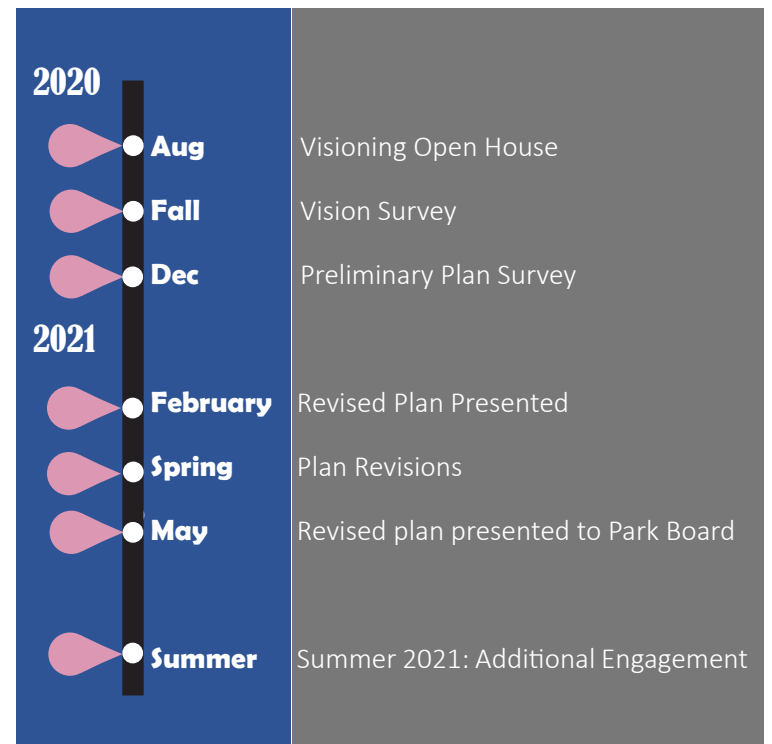 2020
Aug Visioning Open House
Fall Vision Survey
Dec Preliminary Plan Survey
2021
February Revised Plan Presented
Spring Plan Revisions
May Revised plan presented to Park Board
Summer Summer 2021: Additional Engagement